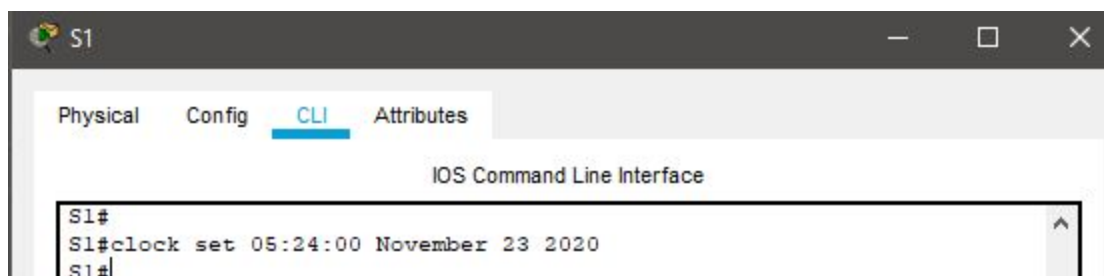 S1
Physical Config CLI Attributes
IOS Command Line Interface
S1#
S1#clock set 05:24:00 November 23 2020
S1#